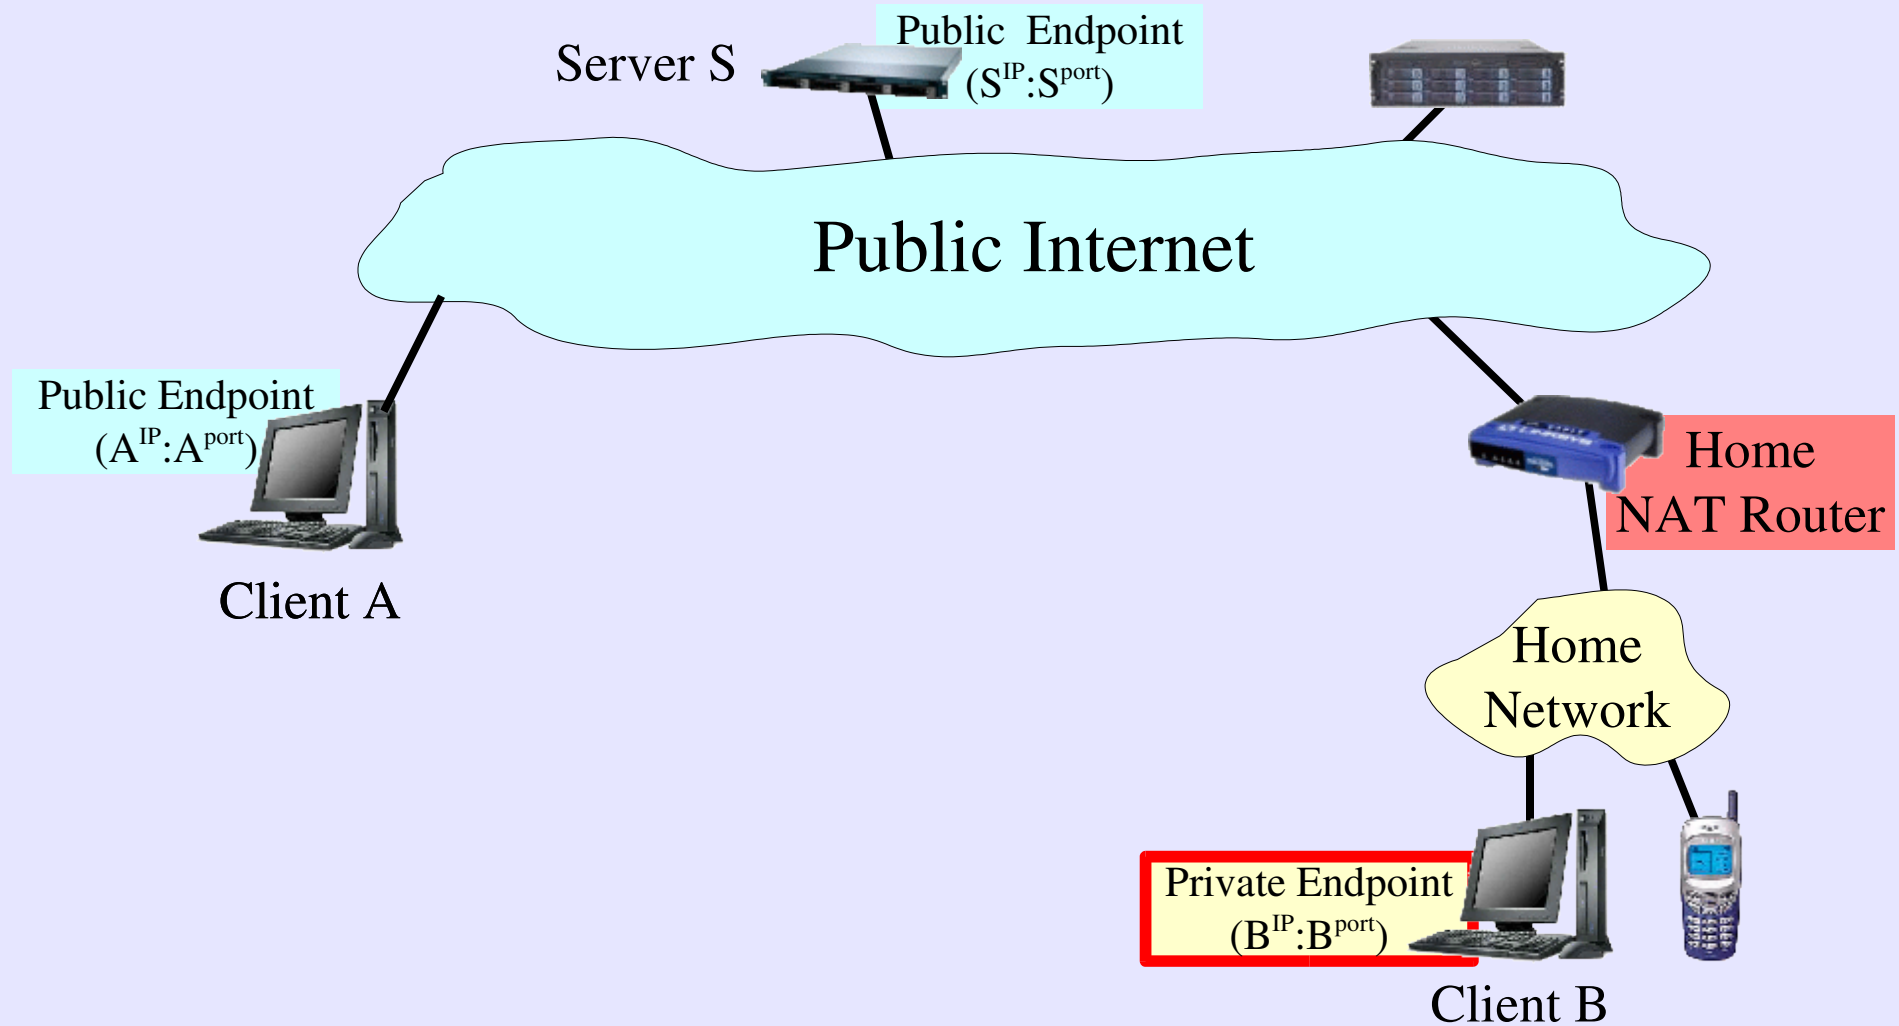 Server S
Public Endpoint
(S^IP:S^port)
Public Internet
Public Endpoint
(A^IP:A^port)
Client A
LINKSYS
Home
NAT Router
Home
Network
Private Endpoint
(B^IP:B^port)
Client B